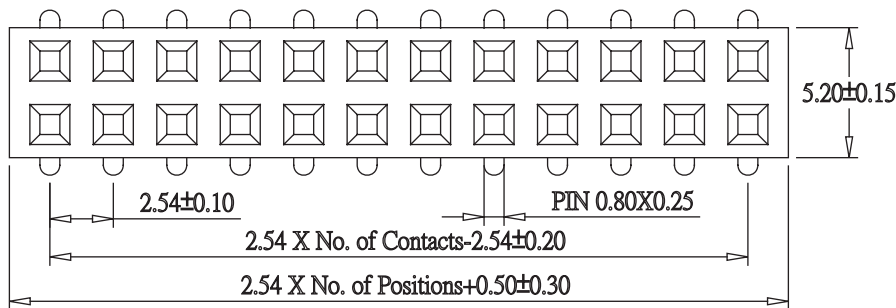 5.20±0.15
2.54±0.10
PIN 0.80X0.25
2.54 X No. of Contacts-2.54±0.20
2.54 X No. of Positions+0.50±0.30